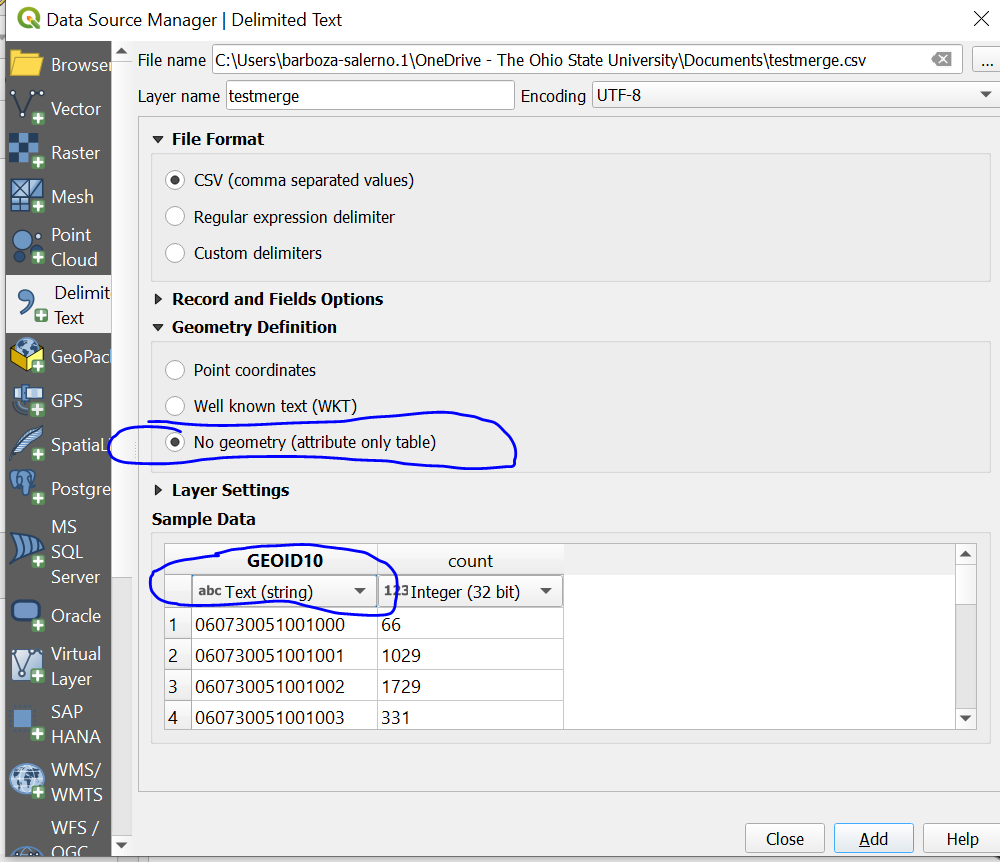 Data Source Manager | Delimited Text
Browser
Vector
Raster
Mesh
Point
Cloud
Delimit
Text
GeoPac
GPS
SpatiaL
Postgre
MS
SQL
Server
Oracle
Virtual
Layer
SAP
HANA
WMS/
WMTS
WFS /
OGC
File name C:\Users\barboza-salerno.1\OneDrive - The Ohio State University\Documents\testmerge.csv ...
Layer name testmerge Encoding UTF-8
File Format
CSV (comma separated values)
Regular expression delimiter
Custom delimiters
Record and Fields Options
Geometry Definition
Point coordinates
Well known text (WKT)
No geometry (attribute only table)
Layer Settings
Sample Data
GEOID10 count
abc Text (string) 123 Integer (32 bit)
1 060730051001000 66
2 060730051001001 1029
3 060730051001002 1729
4 060730051001003 331
Close Add Help